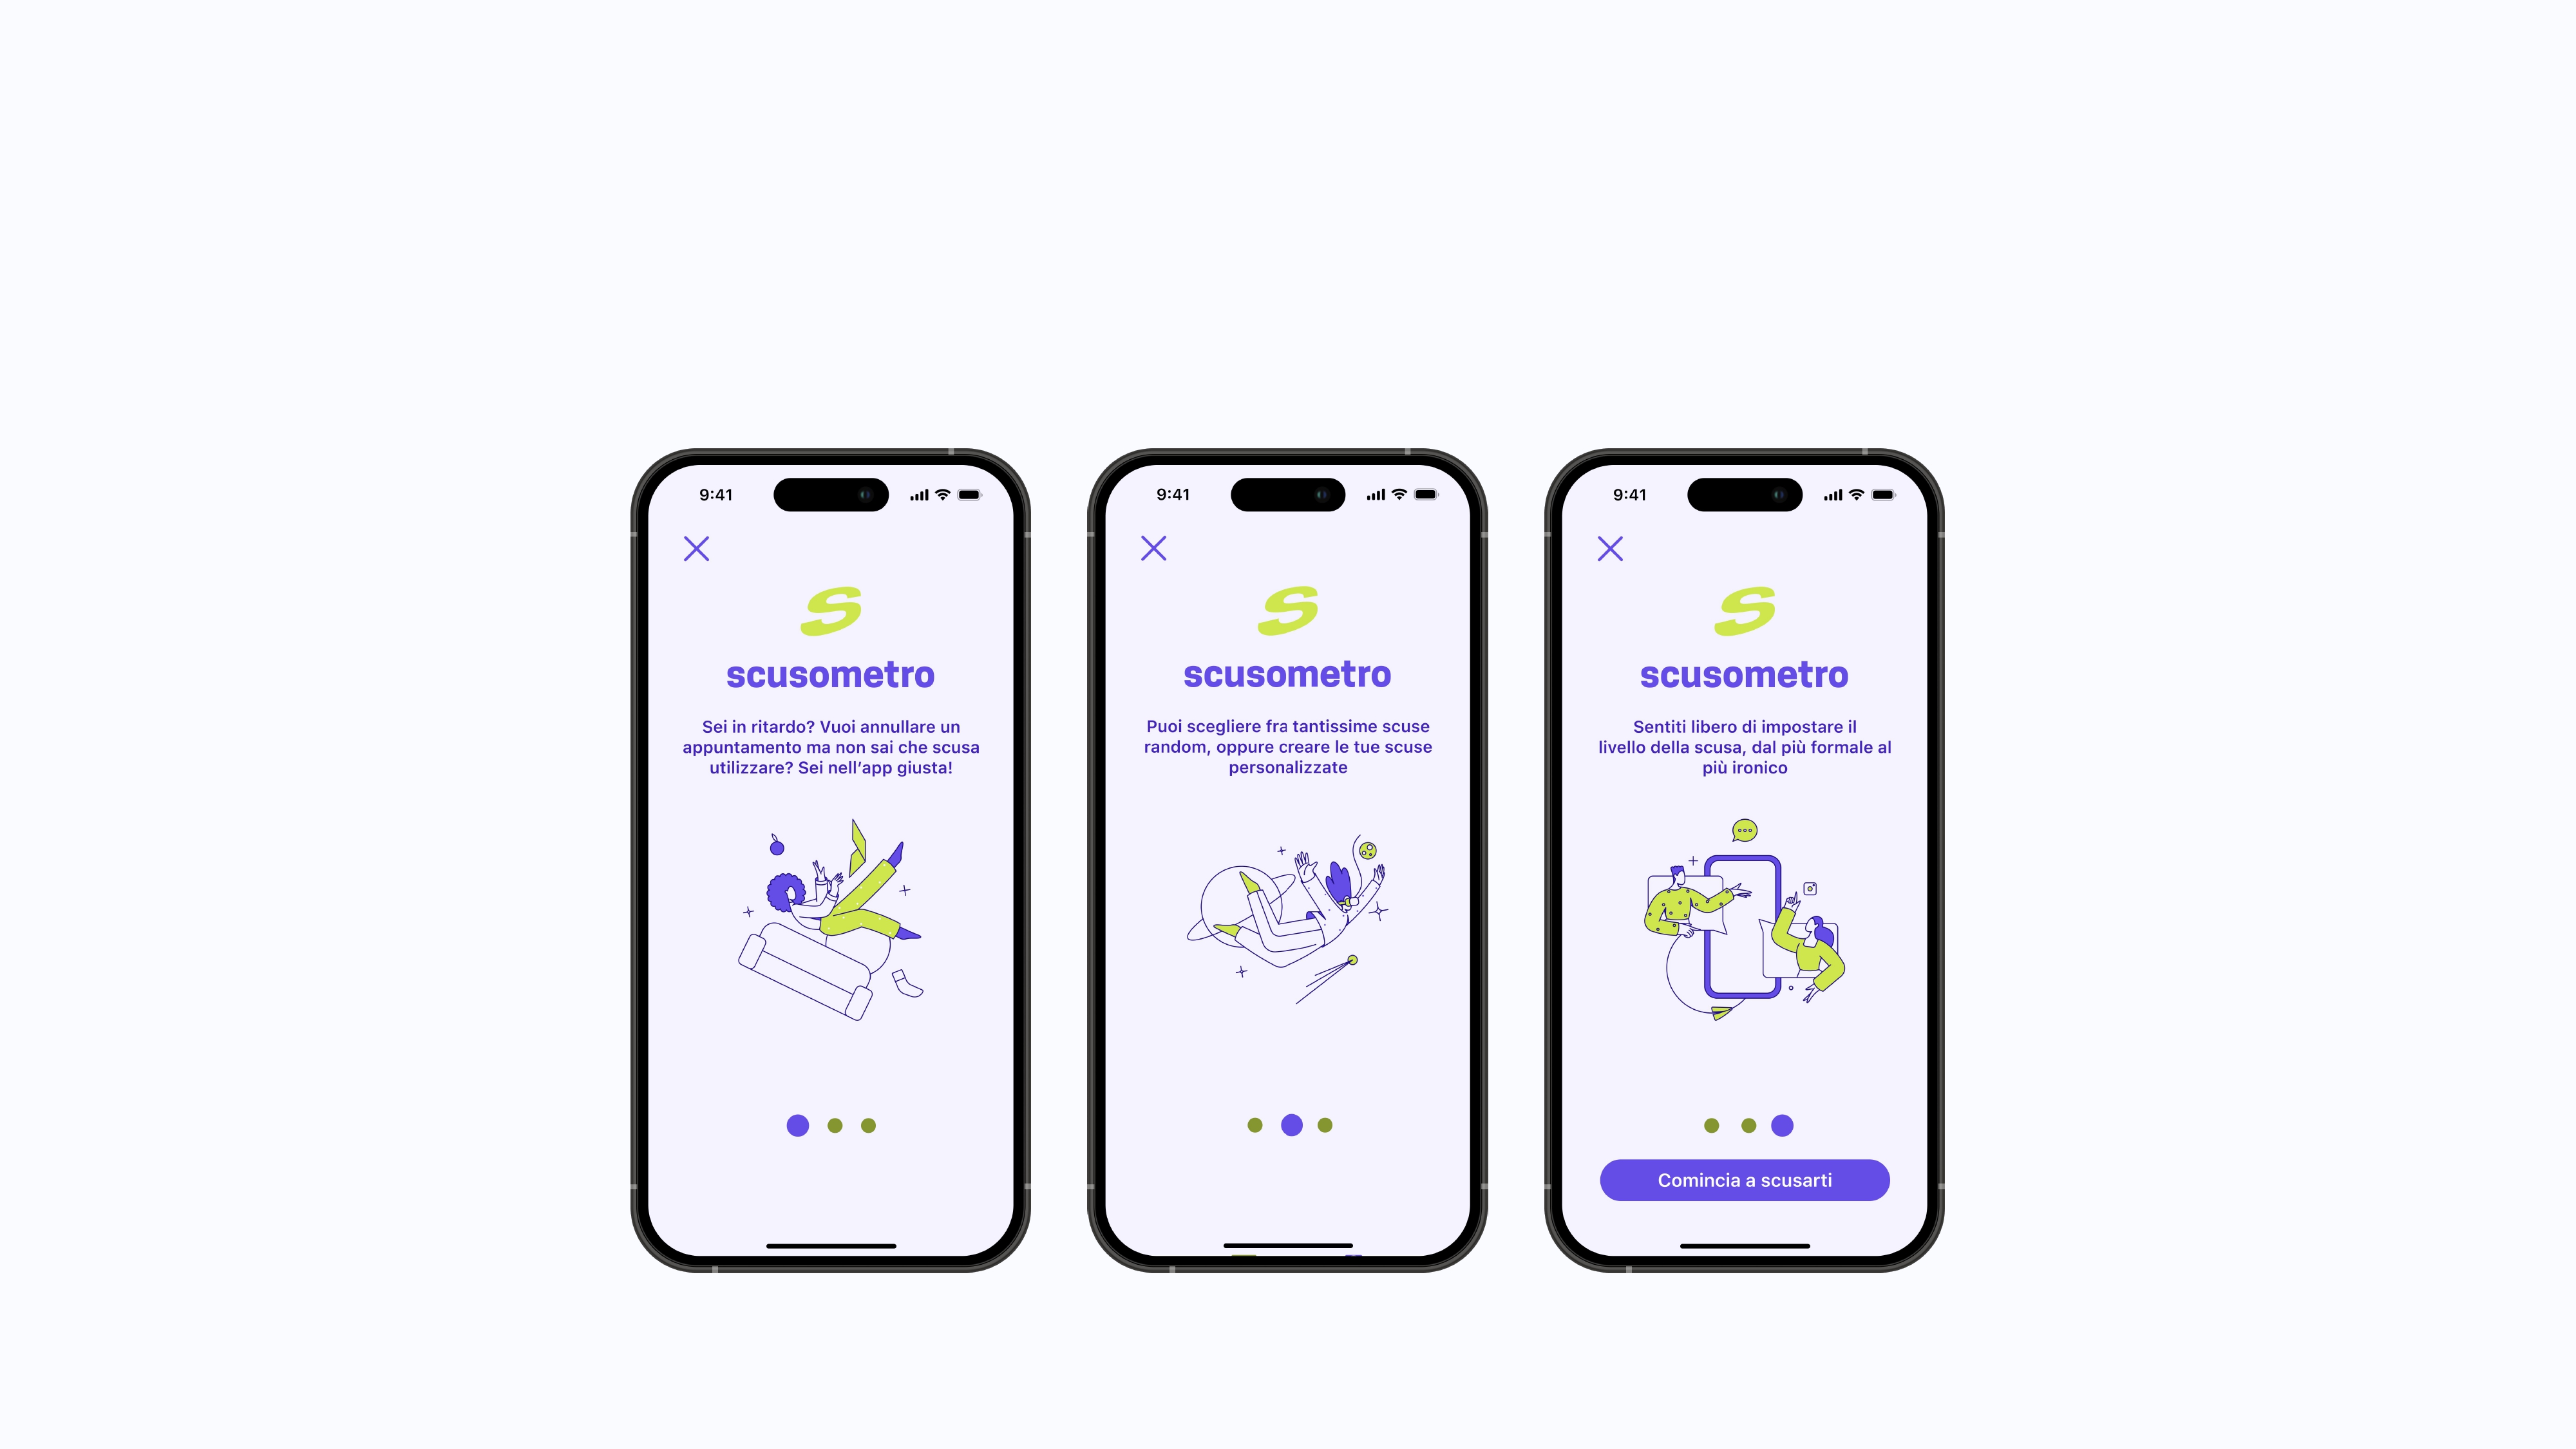 9:41
S
scusometro
Sei in ritardo? Vuoi annullare un
appuntamento ma non sai che scusa
utilizzare? Sei nell’app giusta!
9:41
S
scusometro
Puoi scegliere fra tantissime scuse
random, oppure creare le tue scuse
personalizzate
9:41
S
scusometro
Sentiti libero di impostare il
livello della scusa, dal più formale al
più ironico
Comincia a scusarti